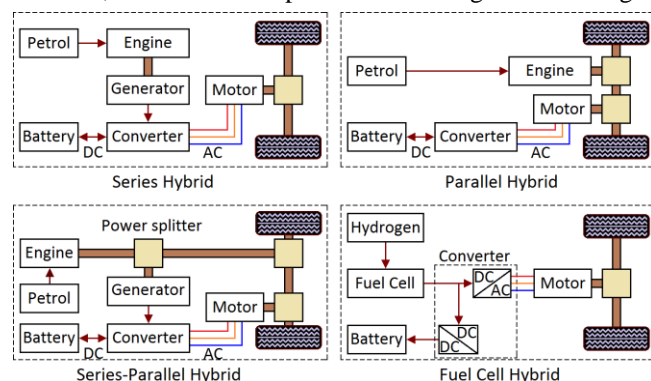 Petrol
Engine
Generator
Motor
Battery
DC
Converter
AC
Series Hybrid
Petrol
Engine
Motor
Battery
DC
Converter
AC
Parallel Hybrid
Power splitter
Engine
Petrol
Generator
Motor
Battery
DC
Converter
AC
Series-Parallel Hybrid
Hydrogen
Converter
Fuel Cell
DC
AC
Motor
Battery
DC
DC
Fuel Cell Hybrid